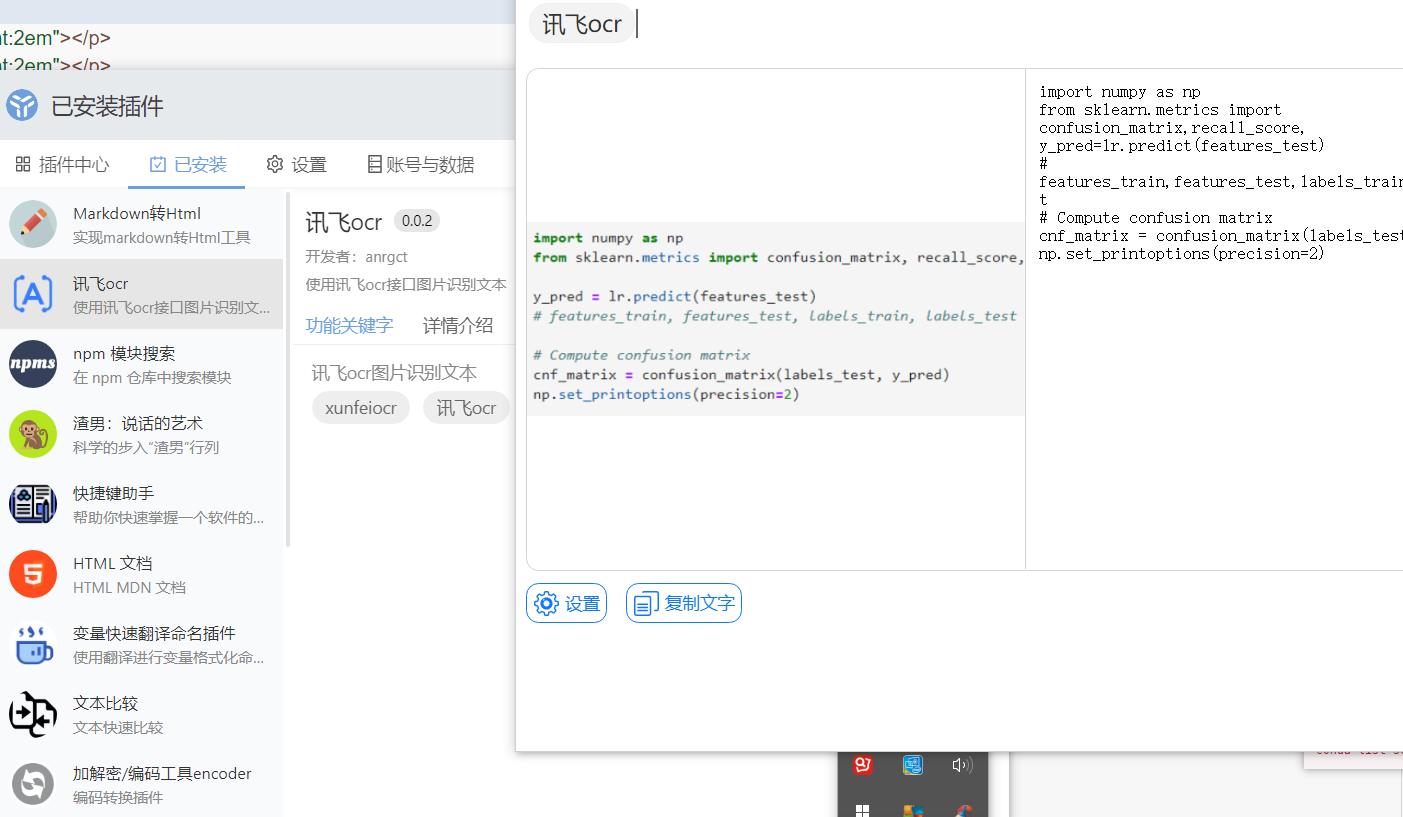 nt:2em"></p>
nt:2em"></p>
已安装插件
插件中心
已安装
设置
账号与数据
Markdown转Html
实现markdown转Html工具
讯飞ocr
使用讯飞ocr接口图片识别文...
npms
npm 模块搜索
在 npm 仓库中搜索模块
渣男：说话的艺术
科学的步入“渣男”行列
快捷键助手
帮助你快速掌握一个软件的...
HTML 文档
HTML MDN 文档
变量快速翻译命名插件
使用翻译进行变量格式化命...
文本比较
文本快速比较
加解密/编码工具encoder
编码转换插件
讯飞ocr 0.0.2
开发者：anrgct
使用讯飞ocr接口图片识别文本
功能关键字 详情介绍
讯飞ocr图片识别文本
xunfeiocr 讯飞ocr
讯飞ocr
import numpy as np
from sklearn.metrics import confusion_matrix, recall_score,
y_pred = lr.predict(features_test)
# features_train, features_test, labels_train, labels_test
# Compute confusion matrix
cnf_matrix = confusion_matrix(labels_test, y_pred)
np.set_printoptions(precision=2)
import numpy as np
from sklearn.metrics import
confusion_matrix,recall_score,
y_pred=lr.predict(features_test)
#
features_train,features_test,labels_train
t
# Compute confusion matrix
cnf_matrix = confusion_matrix(labels_test
np.set_printoptions(precision=2)
设置
复制文字